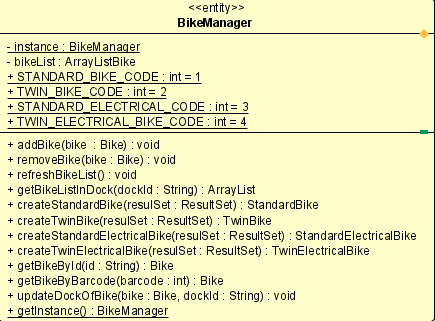 <<entity>>
BikeManager
- instance : BikeManager
- bikeList : ArrayListBike
+ STANDARD_BIKE_CODE : int = 1
+ TWIN_BIKE_CODE : int = 2
+ STANDARD_ELECTRICAL_CODE : int = 3
+ TWIN_ELECTRICAL_BIKE_CODE : int = 4
+ addBike(bike : Bike) : void
+ removeBike(bike : Bike) : void
+ refreshBikeList() : void
+ getBikeListInDock(dockId : String) : ArrayList
+ createStandardBike(resulSet : ResultSet) : StandardBike
+ createTwinBike(resulSet : ResultSet) : TwinBike
+ createStandardElectricalBike(resulSet : ResultSet) : StandardElectricalBike
+ createTwinElectricalBike(resulSet : ResultSet) : TwinElectricalBike
+ getBikeById(id : String) : Bike
+ getBikeByBarcode(barcode : int) : Bike
+ updateDockOfBike(bike : Bike, dockId : String) : void
+ getInstance() : BikeManager